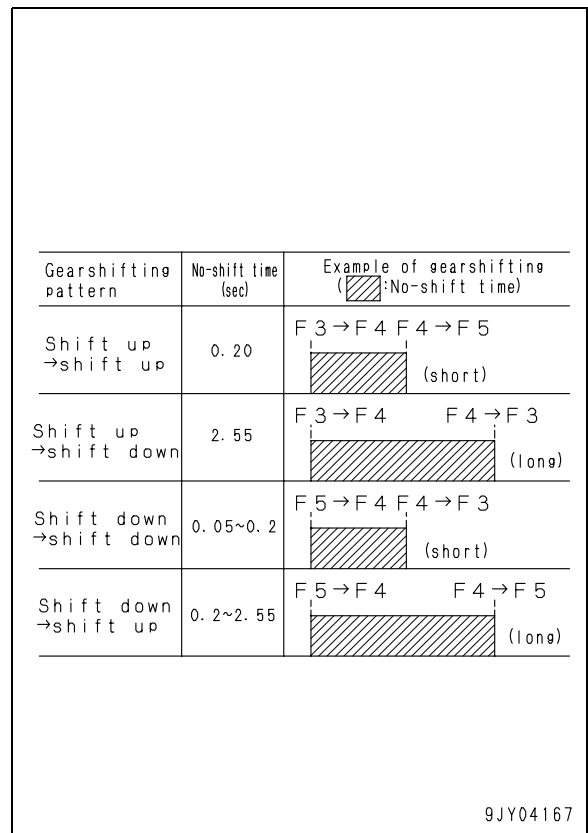 Gearshifting pattern
No-shift time (sec)
Example of gearshifting
( :No-shift time)
Shift up
→shift up
0.20
F3→F4 F4→F5
(short)
Shift up
→shift down
2.55
F3→F4 F4→F3
(long)
Shift down
→shift down
0.05~0.2
F5→F4 F4→F3
(short)
Shift down
→shift up
0.2~2.55
F5→F4 F4→F5
(long)
9JY04167